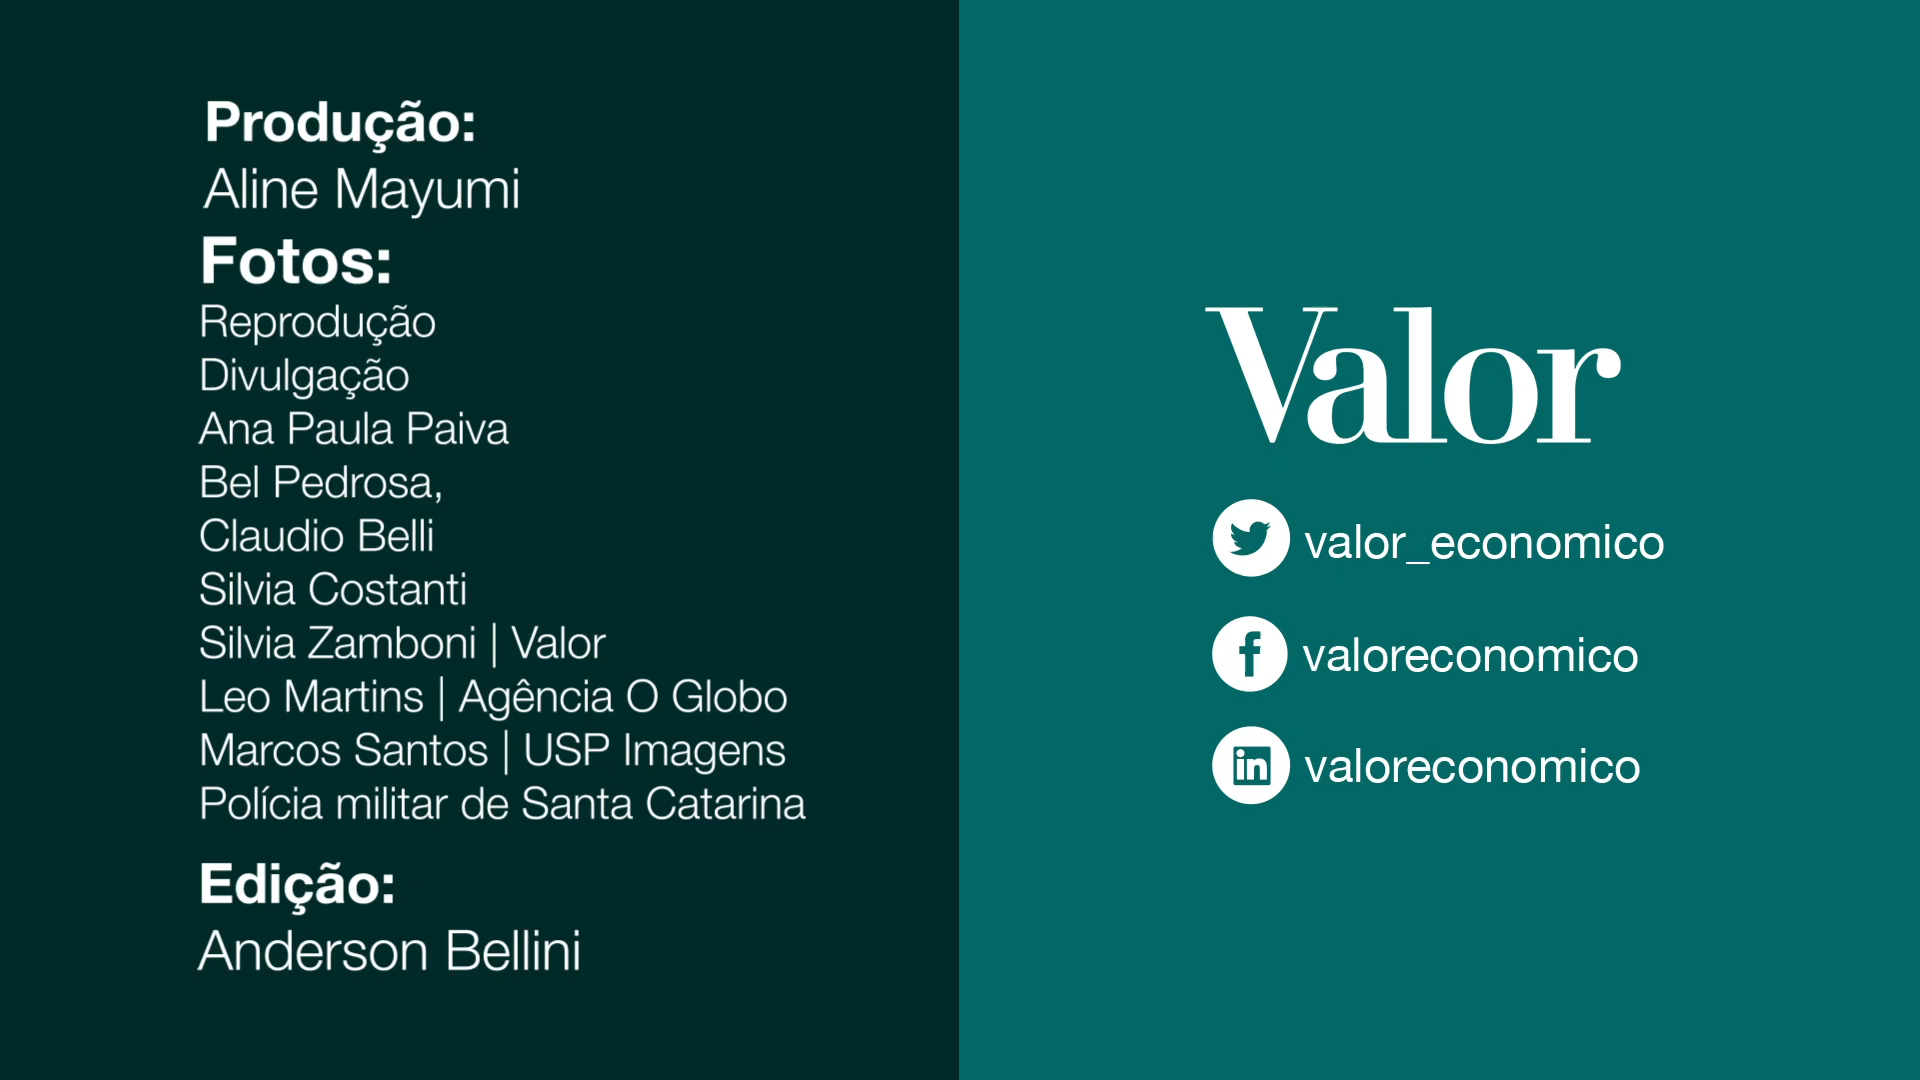 Produção:
Aline Mayumi
Fotos:
Reprodução
Divulgação
Ana Paula Paiva
Bel Pedrosa,
Claudio Belli
Silvia Costanti
Silvia Zamboni | Valor
Leo Martins | Agência O Globo
Marcos Santos | USP Imagens
Polícia militar de Santa Catarina
Edição:
Anderson Bellini
Valor
valor_economico
valoreconomico
valoreconomico